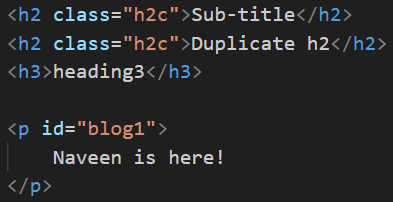 <h2 class="h2c">Sub-title</h2>
<h2 class="h2c">Duplicate h2</h2>
<h3>heading3</h3>
<p id="blog1">
Naveen is here!
</p>